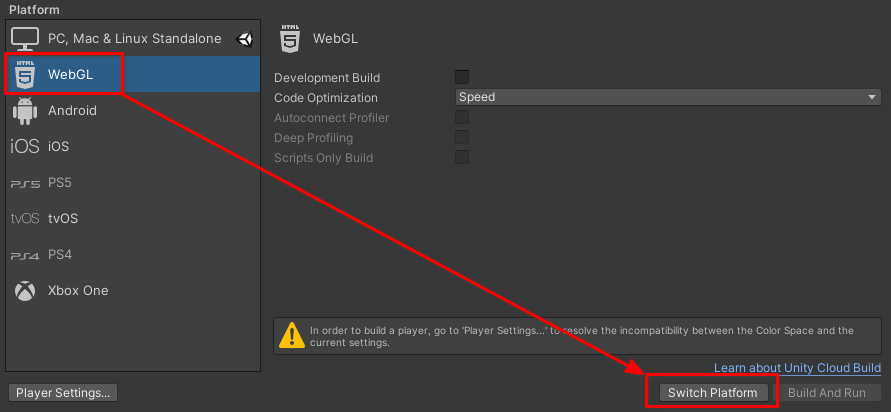 Platform
PC, Mac & Linux Standalone
HTML
5
WebGL
Android
iOS
iOS
PS5
PS5
tvOS
tvOS
PS4
PS4
Xbox One
HTML
5
WebGL
Development Build
Code Optimization
Speed
Autoconnect Profiler
Deep Profiling
Scripts Only Build
In order to build a player, go to 'Player Settings...' to resolve the incompatibility between the Color Space and the
current settings.
Learn about Unity Cloud Build
Player Settings...
Switch Platform
Build And Run